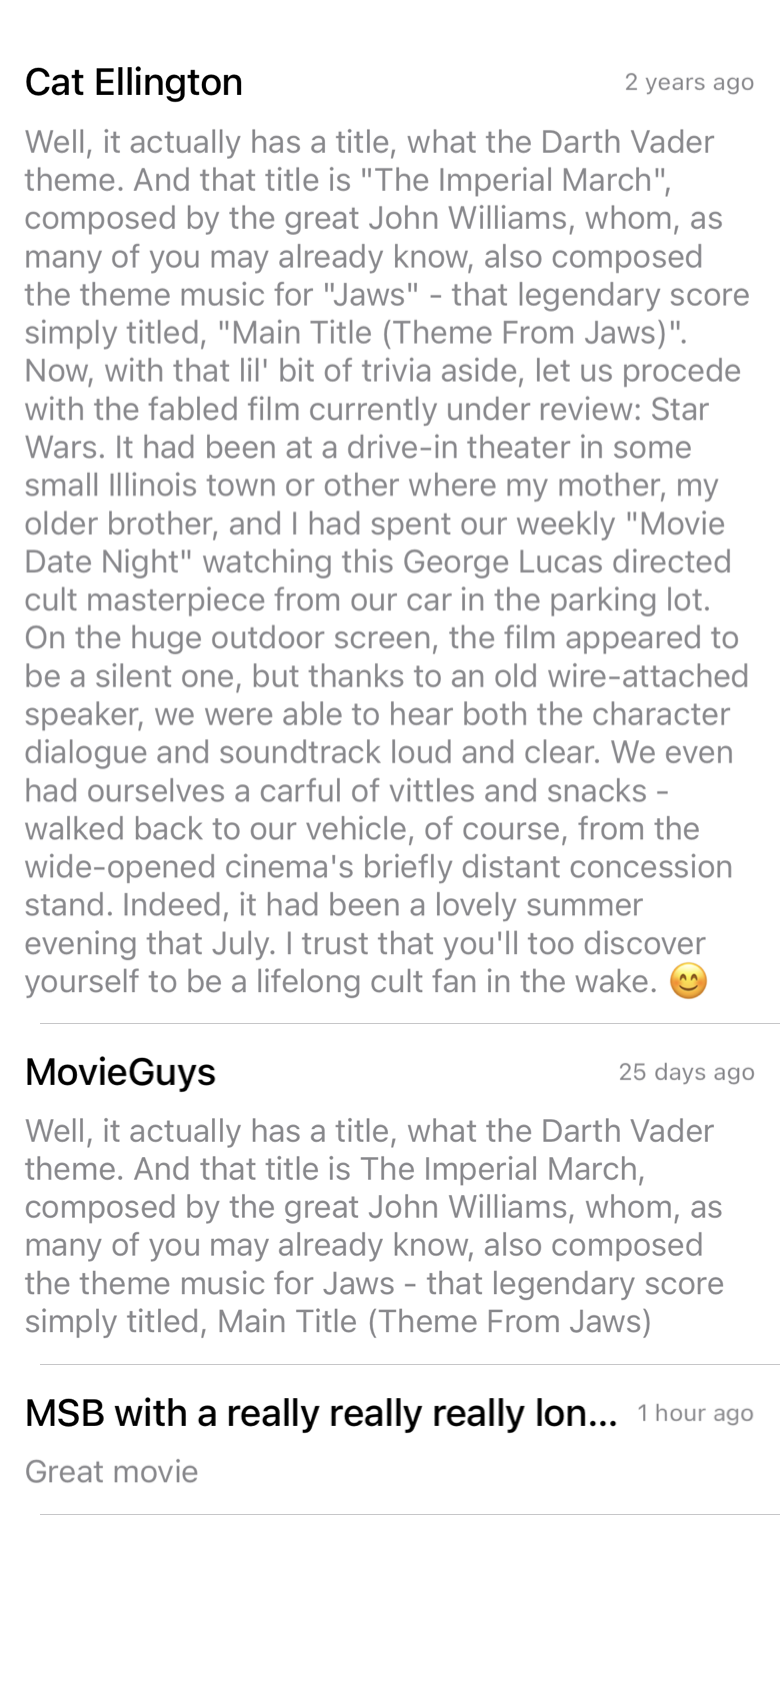 Cat Ellington
2 years ago
Well, it actually has a title, what the Darth Vader
theme. And that title is "The Imperial March",
composed by the great John Williams, whom, as
many of you may already know, also composed
the theme music for "Jaws" - that legendary score
simply titled, "Main Title (Theme From Jaws)".
Now, with that lil' bit of trivia aside, let us procede
with the fabled film currently under review: Star
Wars. It had been at a drive-in theater in some
small Illinois town or other where my mother, my
older brother, and I had spent our weekly "Movie
Date Night" watching this George Lucas directed
cult masterpiece from our car in the parking lot.
On the huge outdoor screen, the film appeared to
be a silent one, but thanks to an old wire-attached
speaker, we were able to hear both the character
dialogue and soundtrack loud and clear. We even
had ourselves a carful of vittles and snacks -
walked back to our vehicle, of course, from the
wide-opened cinema's briefly distant concession
stand. Indeed, it had been a lovely summer
evening that July. I trust that you'll too discover
yourself to be a lifelong cult fan in the wake. 😊
MovieGuys
25 days ago
Well, it actually has a title, what the Darth Vader
theme. And that title is The Imperial March,
composed by the great John Williams, whom, as
many of you may already know, also composed
the theme music for Jaws - that legendary score
simply titled, Main Title (Theme From Jaws)
MSB with a really really really lon...
1 hour ago
Great movie